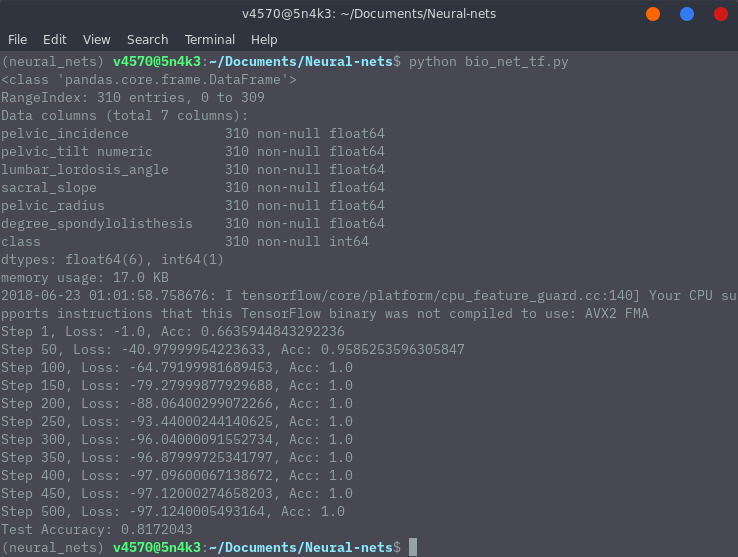 v4570@5n4k3: ~/Documents/Neural-nets
File Edit View Search Terminal Help
(neural_nets) v4570@5n4k3:~/Documents/Neural-nets$ python bio_net_tf.py
<class 'pandas.core.frame.DataFrame'>
RangeIndex: 310 entries, 0 to 309
Data columns (total 7 columns):
pelvic_incidence            310 non-null float64
pelvic_tilt numeric         310 non-null float64
lumbar_lordosis_angle       310 non-null float64
sacral_slope                310 non-null float64
pelvic_radius               310 non-null float64
degree_spondylolisthesis    310 non-null float64
class                       310 non-null int64
dtypes: float64(6), int64(1)
memory usage: 17.0 KB
2018-06-23 01:01:58.758676: I tensorflow/core/platform/cpu_feature_guard.cc:140] Your CPU su
pports instructions that this TensorFlow binary was not compiled to use: AVX2 FMA
Step 1, Loss: -1.0, Acc: 0.6635944843292236
Step 50, Loss: -40.97999954223633, Acc: 0.9585253596305847
Step 100, Loss: -64.79199981689453, Acc: 1.0
Step 150, Loss: -79.27999877929688, Acc: 1.0
Step 200, Loss: -88.06400299072266, Acc: 1.0
Step 250, Loss: -93.44000244140625, Acc: 1.0
Step 300, Loss: -96.04000091552734, Acc: 1.0
Step 350, Loss: -96.87999725341797, Acc: 1.0
Step 400, Loss: -97.09600067138672, Acc: 1.0
Step 450, Loss: -97.12000274658203, Acc: 1.0
Step 500, Loss: -97.1240005493164, Acc: 1.0
Test Accuracy: 0.8172043
(neural_nets) v4570@5n4k3:~/Documents/Neural-nets$